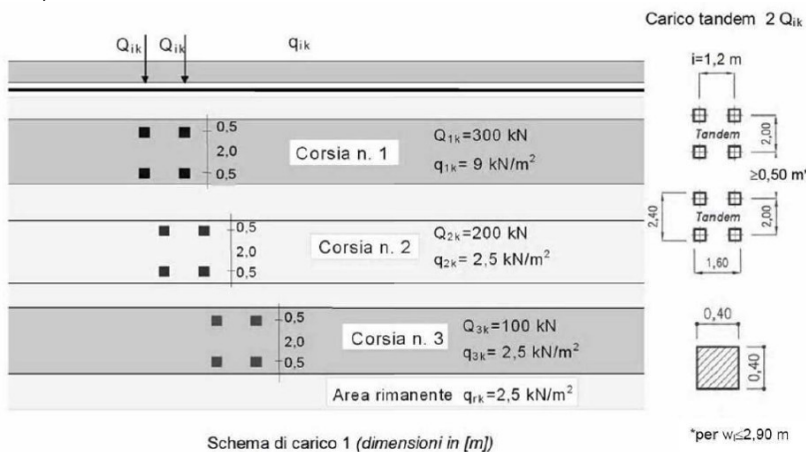 Carico tandem 2 Qik
Qik Qik qik
i=1,2 m
0,5
2,0
0,5
Corsia n. 1
Q1k=300 kN
q1k= 9 kN/m²
Tandem
2,00
≥0,50 m*
0,5
2,0
0,5
Corsia n. 2
Q2k=200 kN
q2k= 2,5 kN/m²
2,40
Tandem
2,00
1,60
0,5
2,0
0,5
Corsia n. 3
Q3k=100 kN
q3k= 2,5 kN/m²
0,40
0,40
Area rimanente qrk=2,5 kN/m²
Schema di carico 1 (dimensioni in [m])
*per wl≤2,90 m